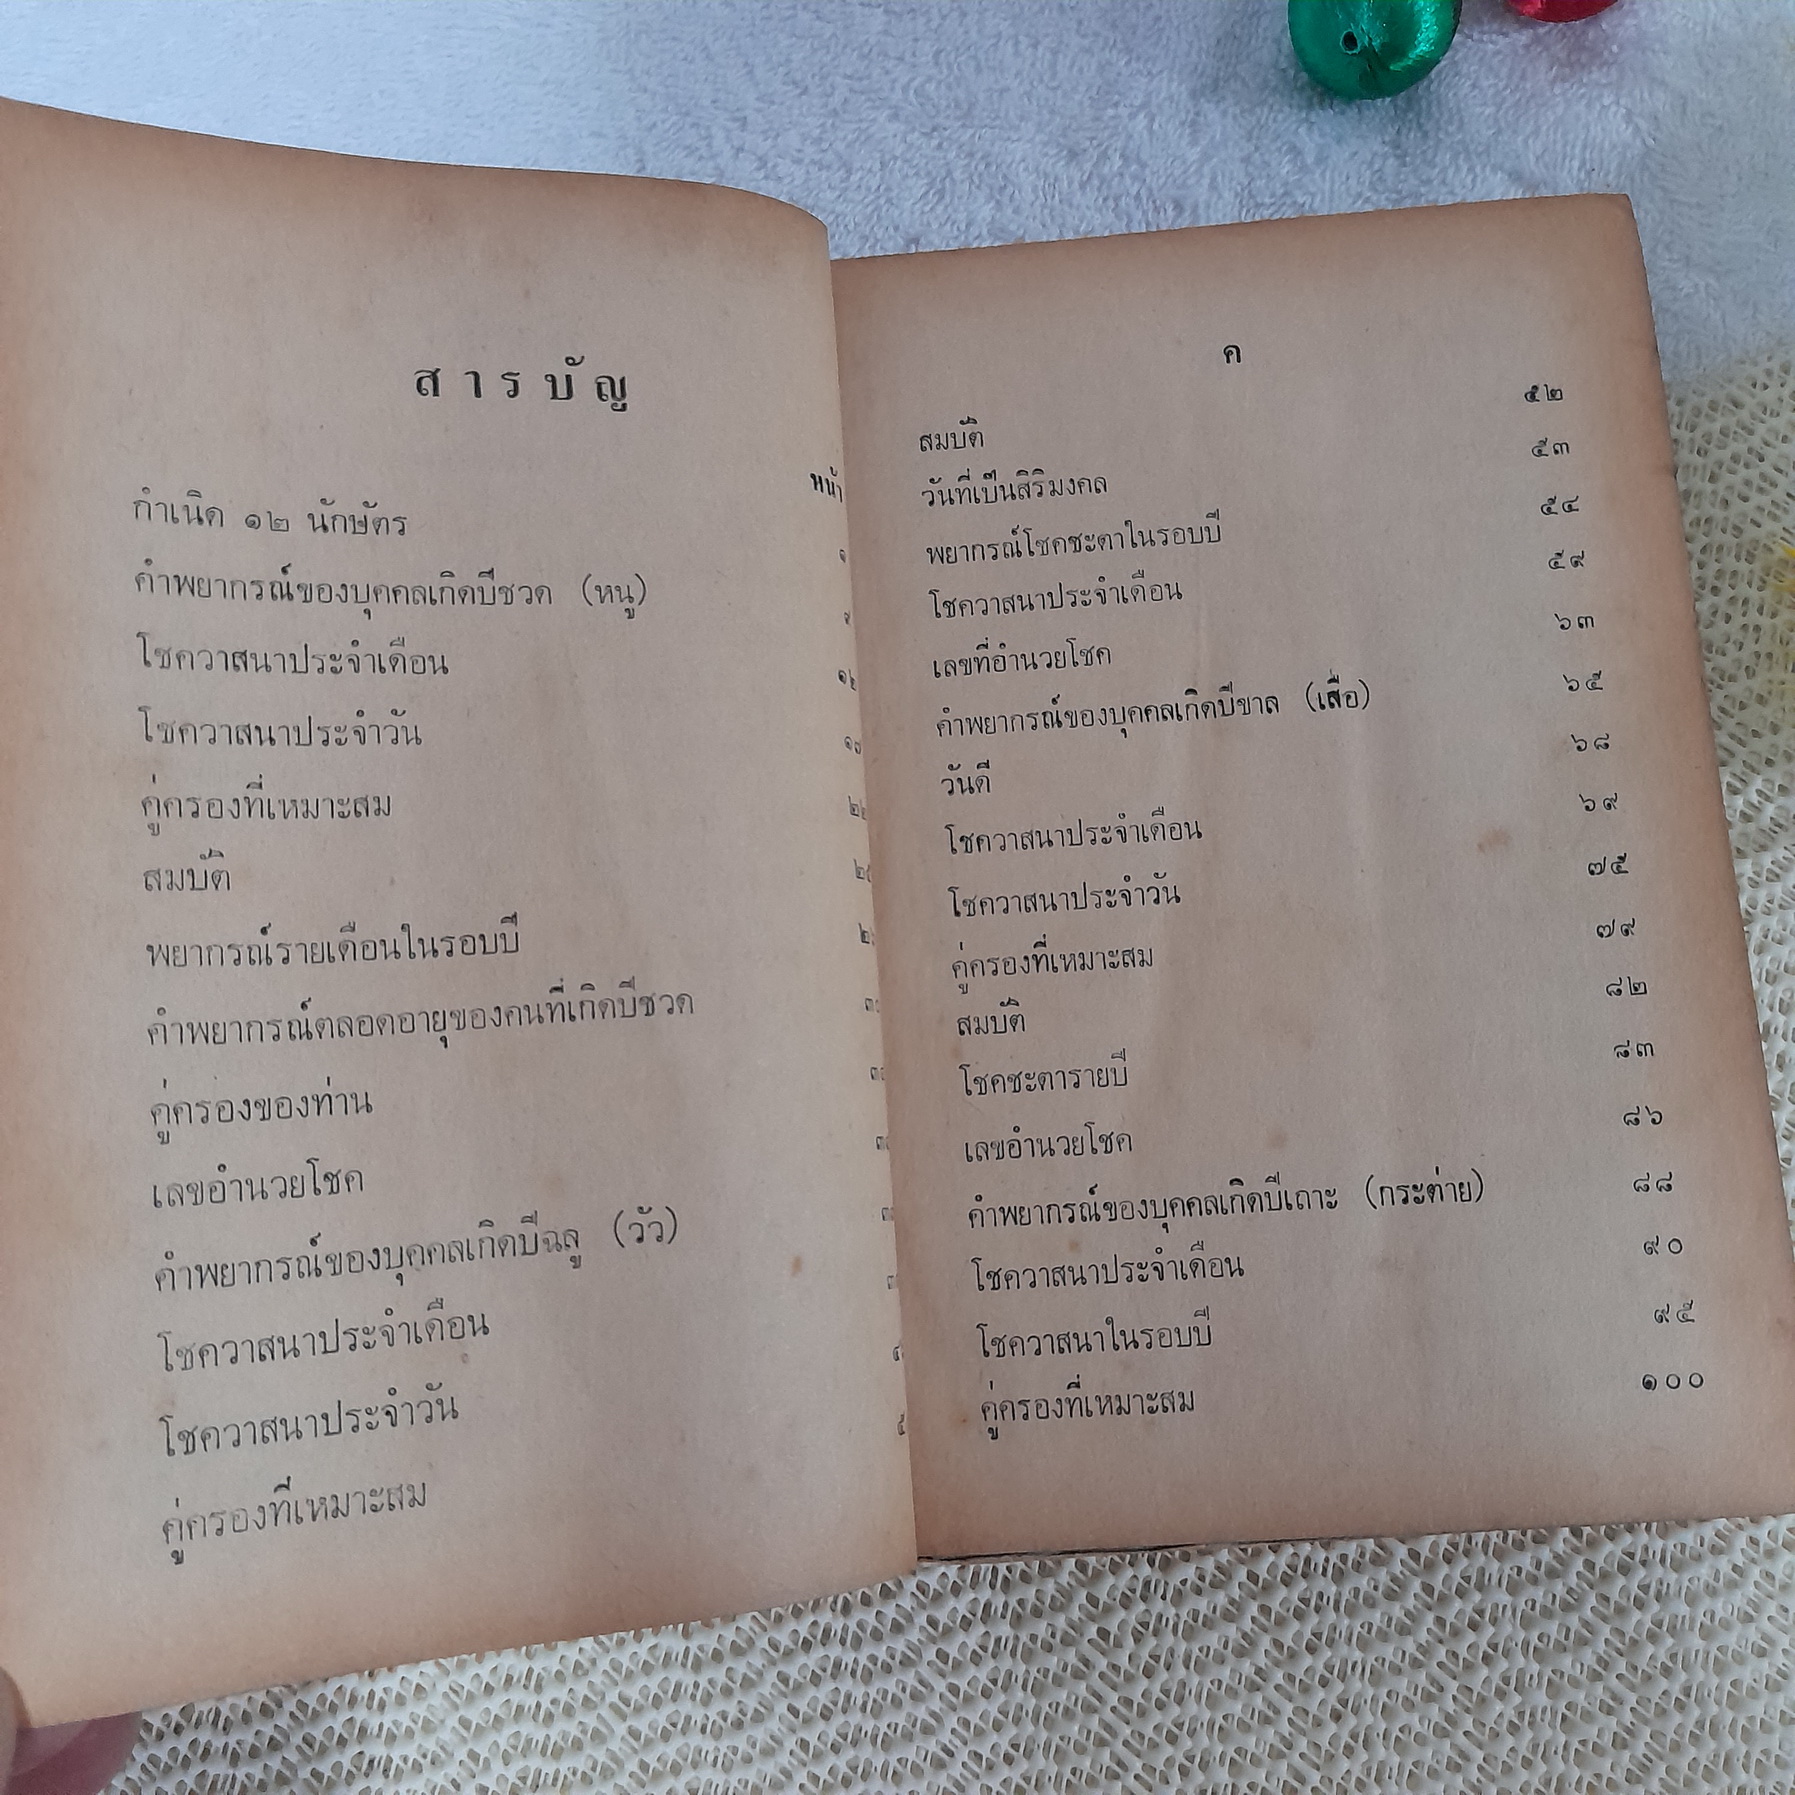 สารบัญ
หน้า
กำเนิด ๑๒ นักษัตร ๑
คำพยากรณ์ของบุคคลเกิดปีชวด (หนู) ๙
โชควาสนาประจำเดือน ๑๒
โชควาสนาประจำวัน ๑๗
คู่ครองที่เหมาะสม
สมบัติ
พยากรณ์รายเดือนในรอบปี
คำพยากรณ์ตลอดอายุของคนที่เกิดปีชวด
คู่ครองของท่าน
เลขอำนวยโชค
คำพยากรณ์ของบุคคลเกิดปีฉลู (วัว)
โชควาสนาประจำเดือน
โชควาสนาประจำวัน
คู่ครองที่เหมาะสม
ค
สมบัติ ๕๒
วันที่เป็นสิริมงคล ๕๓
พยากรณ์โชคชะตาในรอบปี ๕๔
โชควาสนาประจำเดือน ๕๙
เลขที่อำนวยโชค ๖๓
คำพยากรณ์ของบุคคลเกิดปีขาล (เสือ) ๖๕
วันดี ๖๘
โชควาสนาประจำเดือน ๖๙
โชควาสนาประจำวัน ๗๕
คู่ครองที่เหมาะสม ๗๙
สมบัติ ๘๒
โชคชะตารายปี ๘๓
เลขอำนวยโชค ๘๖
คำพยากรณ์ของบุคคลเกิดปีเถาะ (กระต่าย) ๘๘
โชควาสนาประจำเดือน ๙๐
โชควาสนาในรอบปี ๙๕
คู่ครองที่เหมาะสม ๑๐๐